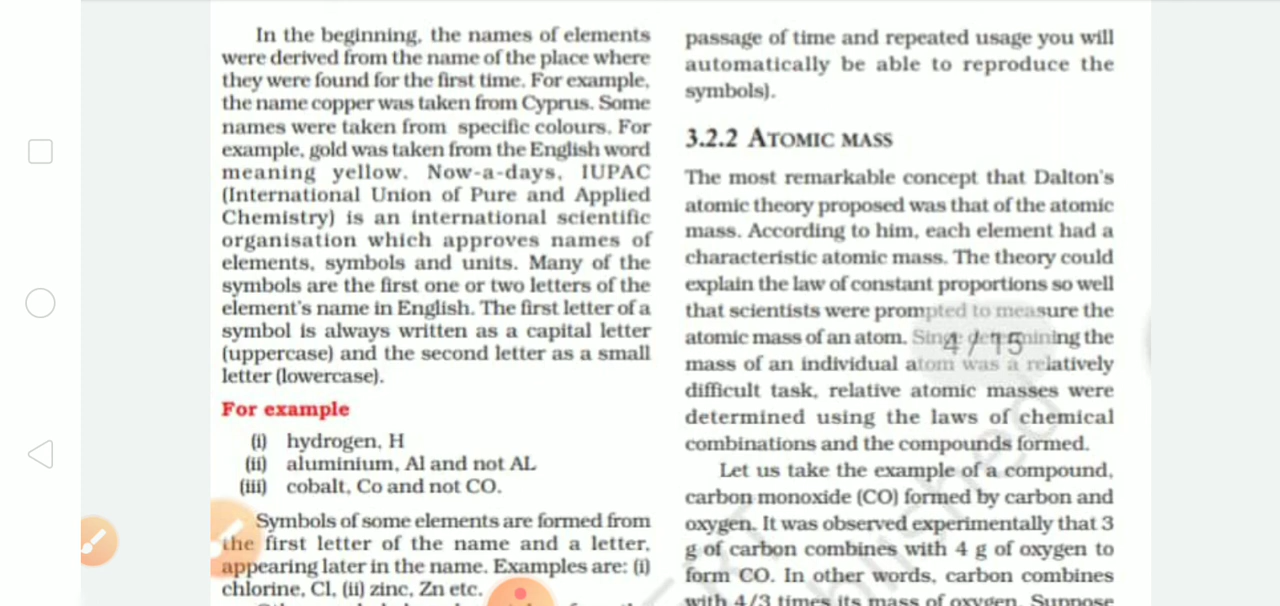 In the beginning, the names of elements
were derived from the name of the place where
they were found for the first time. For example,
the name copper was taken from Cyprus. Some
names were taken from specific colours. For
example, gold was taken from the English word
meaning yellow. Now-a-days, IUPAC
(International Union of Pure and Applied
Chemistry) is an international scientific
organisation which approves names of
elements, symbols and units. Many of the
symbols are the first one or two letters of the
element's name in English. The first letter of a
symbol is always written as a capital letter
(uppercase) and the second letter as a small
letter (lowercase).
For example
(i) hydrogen, H
(ii) aluminium, Al and not AL
(iii) cobalt, Co and not CO.
Symbols of some elements are formed from
the first letter of the name and a letter,
appearing later in the name. Examples are: (i)
chlorine, Cl, (ii) zinc, Zn etc.
passage of time and repeated usage you will
automatically be able to reproduce the
symbols).
3.2.2 ATOMIC MASS
The most remarkable concept that Dalton's
atomic theory proposed was that of the atomic
mass. According to him, each element had a
characteristic atomic mass. The theory could
explain the law of constant proportions so well
that scientists were prompted to measure the
atomic mass of an atom. Since determining the
mass of an individual atom was a relatively
difficult task, relative atomic masses were
determined using the laws of chemical
combinations and the compounds formed.
Let us take the example of a compound,
carbon monoxide (CO) formed by carbon and
oxygen. It was observed experimentally that 3
g of carbon combines with 4 g of oxygen to
form CO. In other words, carbon combines
with 4/3 times its mass of oxygen. Suppose
4 / 15